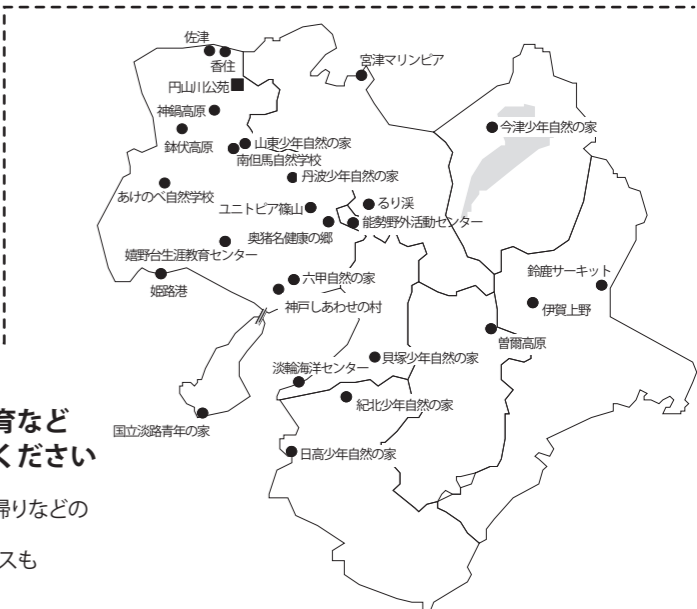 佐津
香住
宮津マリンピア
円山川公苑
神鍋高原
今津少年自然の家
鉢伏高原
山東少年自然の家
南但馬自然学校
丹波少年自然の家
あけのべ自然学校
ユニトピア篠山
るり渓
能勢野外活動センター
奥猪名健康の郷
嬉野台生涯教育センター
六甲自然の家
鈴鹿サーキット
姫路港
神戸しあわせの村
伊賀上野
曽爾高原
貝塚少年自然の家
淡輪海洋センター
紀北少年自然の家
国立淡路青年の家
日高少年自然の家
育など
ください
帰りなどの
スも